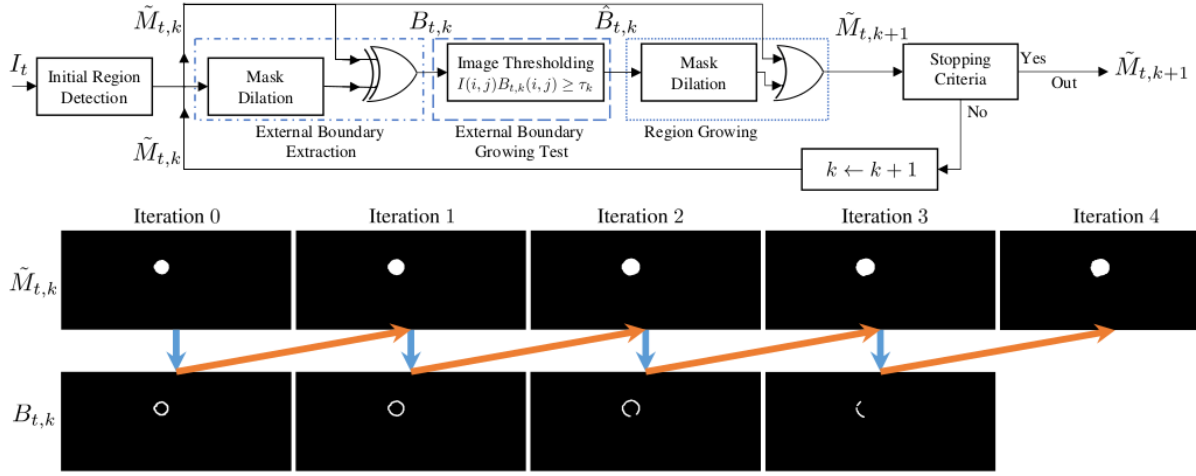 M̃_{t,k}
B_{t,k}
B̂_{t,k}
M̃_{t,k+1}
I_t
Initial Region
Detection
Mask
Dilation
Image Thresholding
I(i, j)B_{t,k}(i, j) ≥ τ_k
Mask
Dilation
Stopping
Criteria
Yes
Out
M̃_{t,k+1}
No
External Boundary
Extraction
External Boundary
Growing Test
Region Growing
M̃_{t,k}
k ← k + 1
Iteration 0 Iteration 1 Iteration 2 Iteration 3 Iteration 4
M̃_{t,k}
B_{t,k}